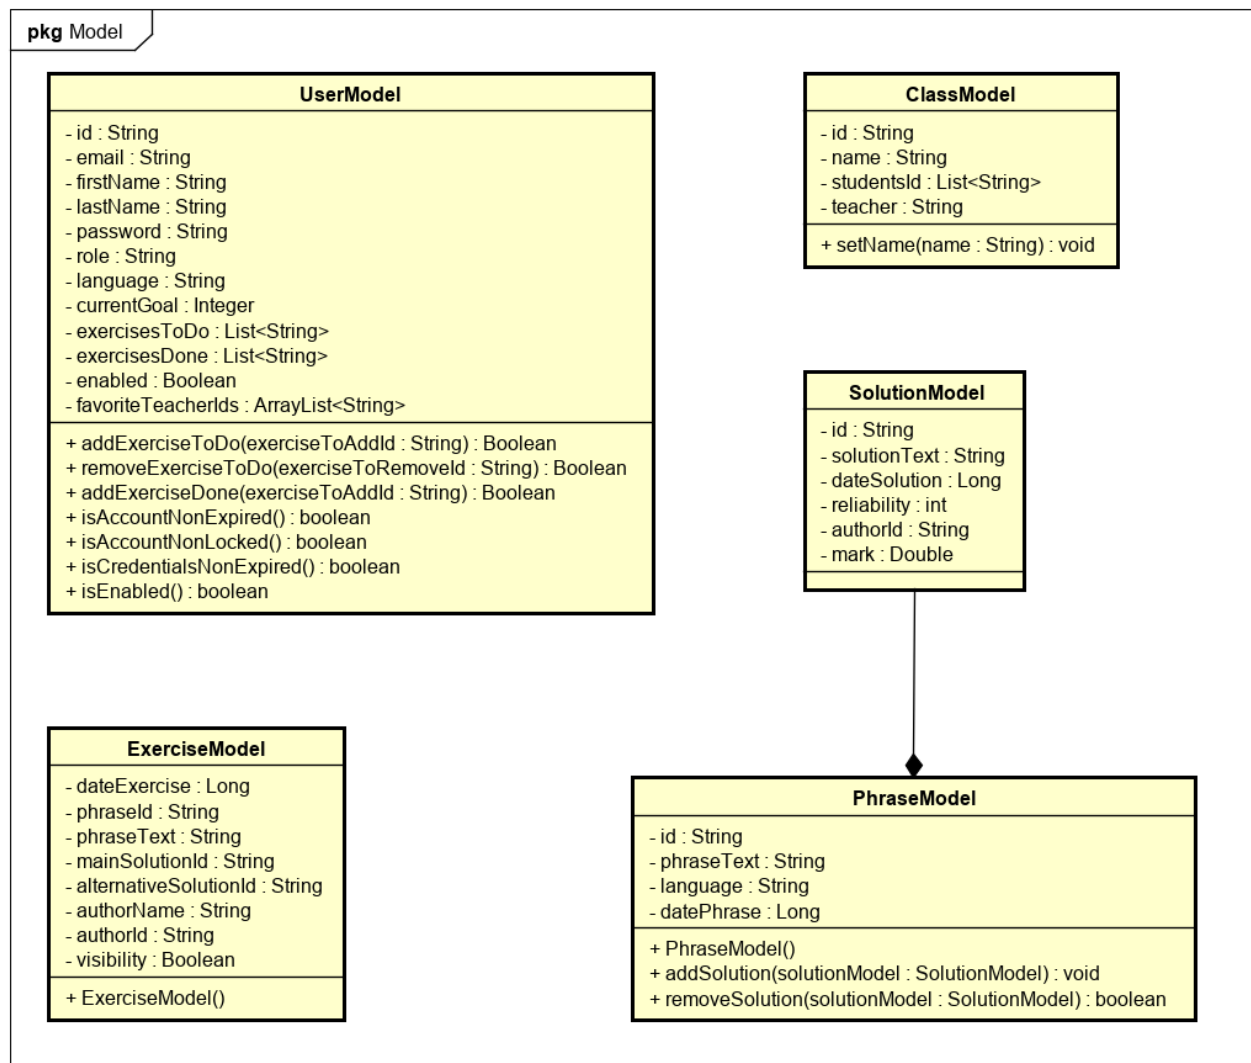 pkg Model
UserModel
- id : String
- email : String
- firstName : String
- lastName : String
- password : String
- role : String
- language : String
- currentGoal : Integer
- exercisesToDo : List<String>
- exercisesDone : List<String>
- enabled : Boolean
- favoriteTeacherIds : ArrayList<String>
+ addExerciseToDo(exerciseToAddId : String) : Boolean
+ removeExerciseToDo(exerciseToRemoveId : String) : Boolean
+ addExerciseDone(exerciseToAddId : String) : Boolean
+ isAccountNonExpired() : boolean
+ isAccountNonLocked() : boolean
+ isCredentialsNonExpired() : boolean
+ isEnabled() : boolean
ClassModel
- id : String
- name : String
- studentsId : List<String>
- teacher : String
+ setName(name : String) : void
SolutionModel
- id : String
- solutionText : String
- dateSolution : Long
- reliability : int
- authorId : String
- mark : Double
ExerciseModel
- dateExercise : Long
- phraseId : String
- phraseText : String
- mainSolutionId : String
- alternativeSolutionId : String
- authorName : String
- authorId : String
- visibility : Boolean
+ ExerciseModel()
PhraseModel
- id : String
- phraseText : String
- language : String
- datePhrase : Long
+ PhraseModel()
+ addSolution(solutionModel : SolutionModel) : void
+ removeSolution(solutionModel : SolutionModel) : boolean